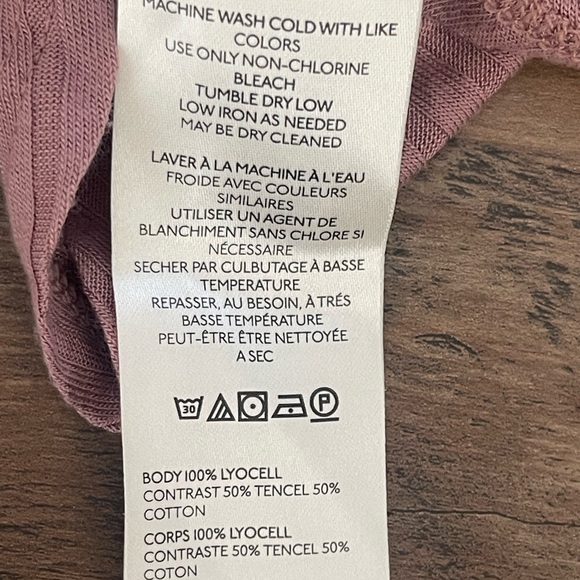 MACHINE WASH COLD WITH LIKE
COLORS
USE ONLY NON-CHLORINE
BLEACH
TUMBLE DRY LOW
LOW IRON AS NEEDED
MAY BE DRY CLEANED
LAVER À LA MACHINE À L'EAU
FROIDE AVEC COULEURS
SIMILAIRES
UTILISER UN AGENT DE
BLANCHIMENT SANS CHLORE SI
NÉCESSAIRE
SECHER PAR CULBUTAGE À BASSE
TEMPERATURE
REPASSER, AU BESOIN, À TRÉS
BASSE TEMPÉRATURE
PEUT-ÊTRE ÊTRE NETTOYÉE
A SEC
30 P
BODY 100% LYOCELL
CONTRAST 50% TENCEL 50%
COTTON
CORPS 100% LYOCELL
CONTRASTE 50% TENCEL 50%
COTON